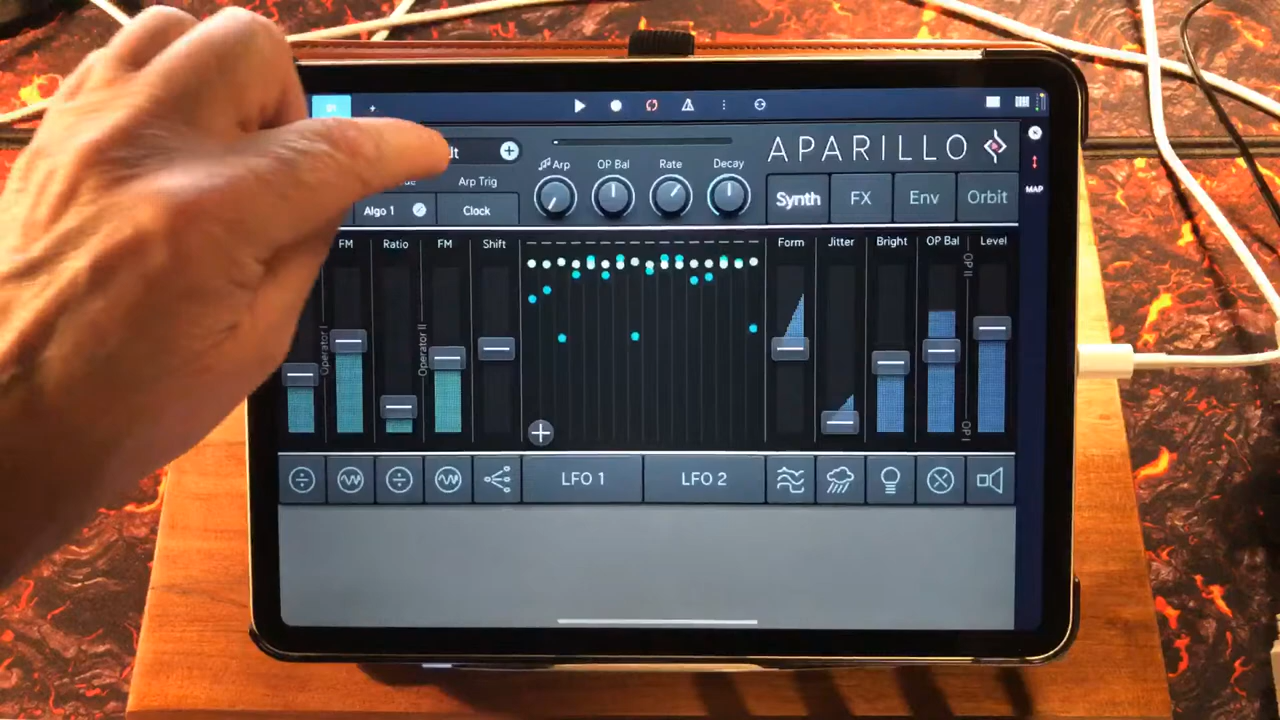 APARILLO
Arp
OP Bal
Rate
Decay
MAP
Arp Trig
Synth
FX
Env
Orbit
Algo 1
Clock
FM
Ratio
FM
Shift
Form
Jitter
Bright
OP Bal
Level
OP II
Operator I
Operator II
OP I
LFO 1
LFO 2